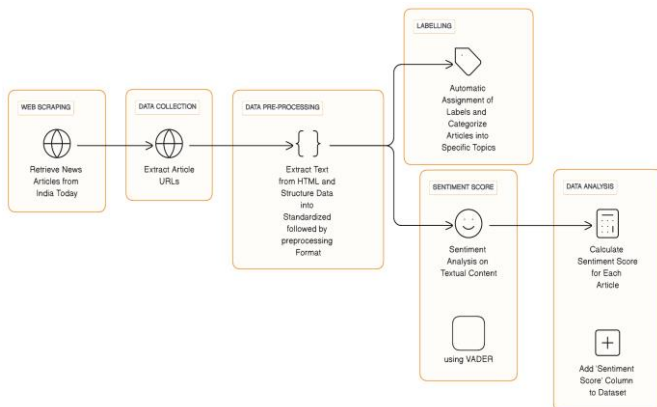 WEB SCRAPING
Retrieve News
Articles from
India Today
DATA COLLECTION
Extract Article
URLs
DATA PRE-PROCESSING
Extract Text
from HTML and
Structure Data
into
Standardized
followed by
preprocessing
Format
LABELLING
Automatic
Assignment of
Labels and
Categorize
Articles into
Specific Topics
SENTIMENT SCORE
Sentiment
Analysis on
Textual Content
using VADER
DATA ANALYSIS
Calculate
Sentiment Score
for Each
Article
Add 'Sentiment
Score' Column
to Dataset